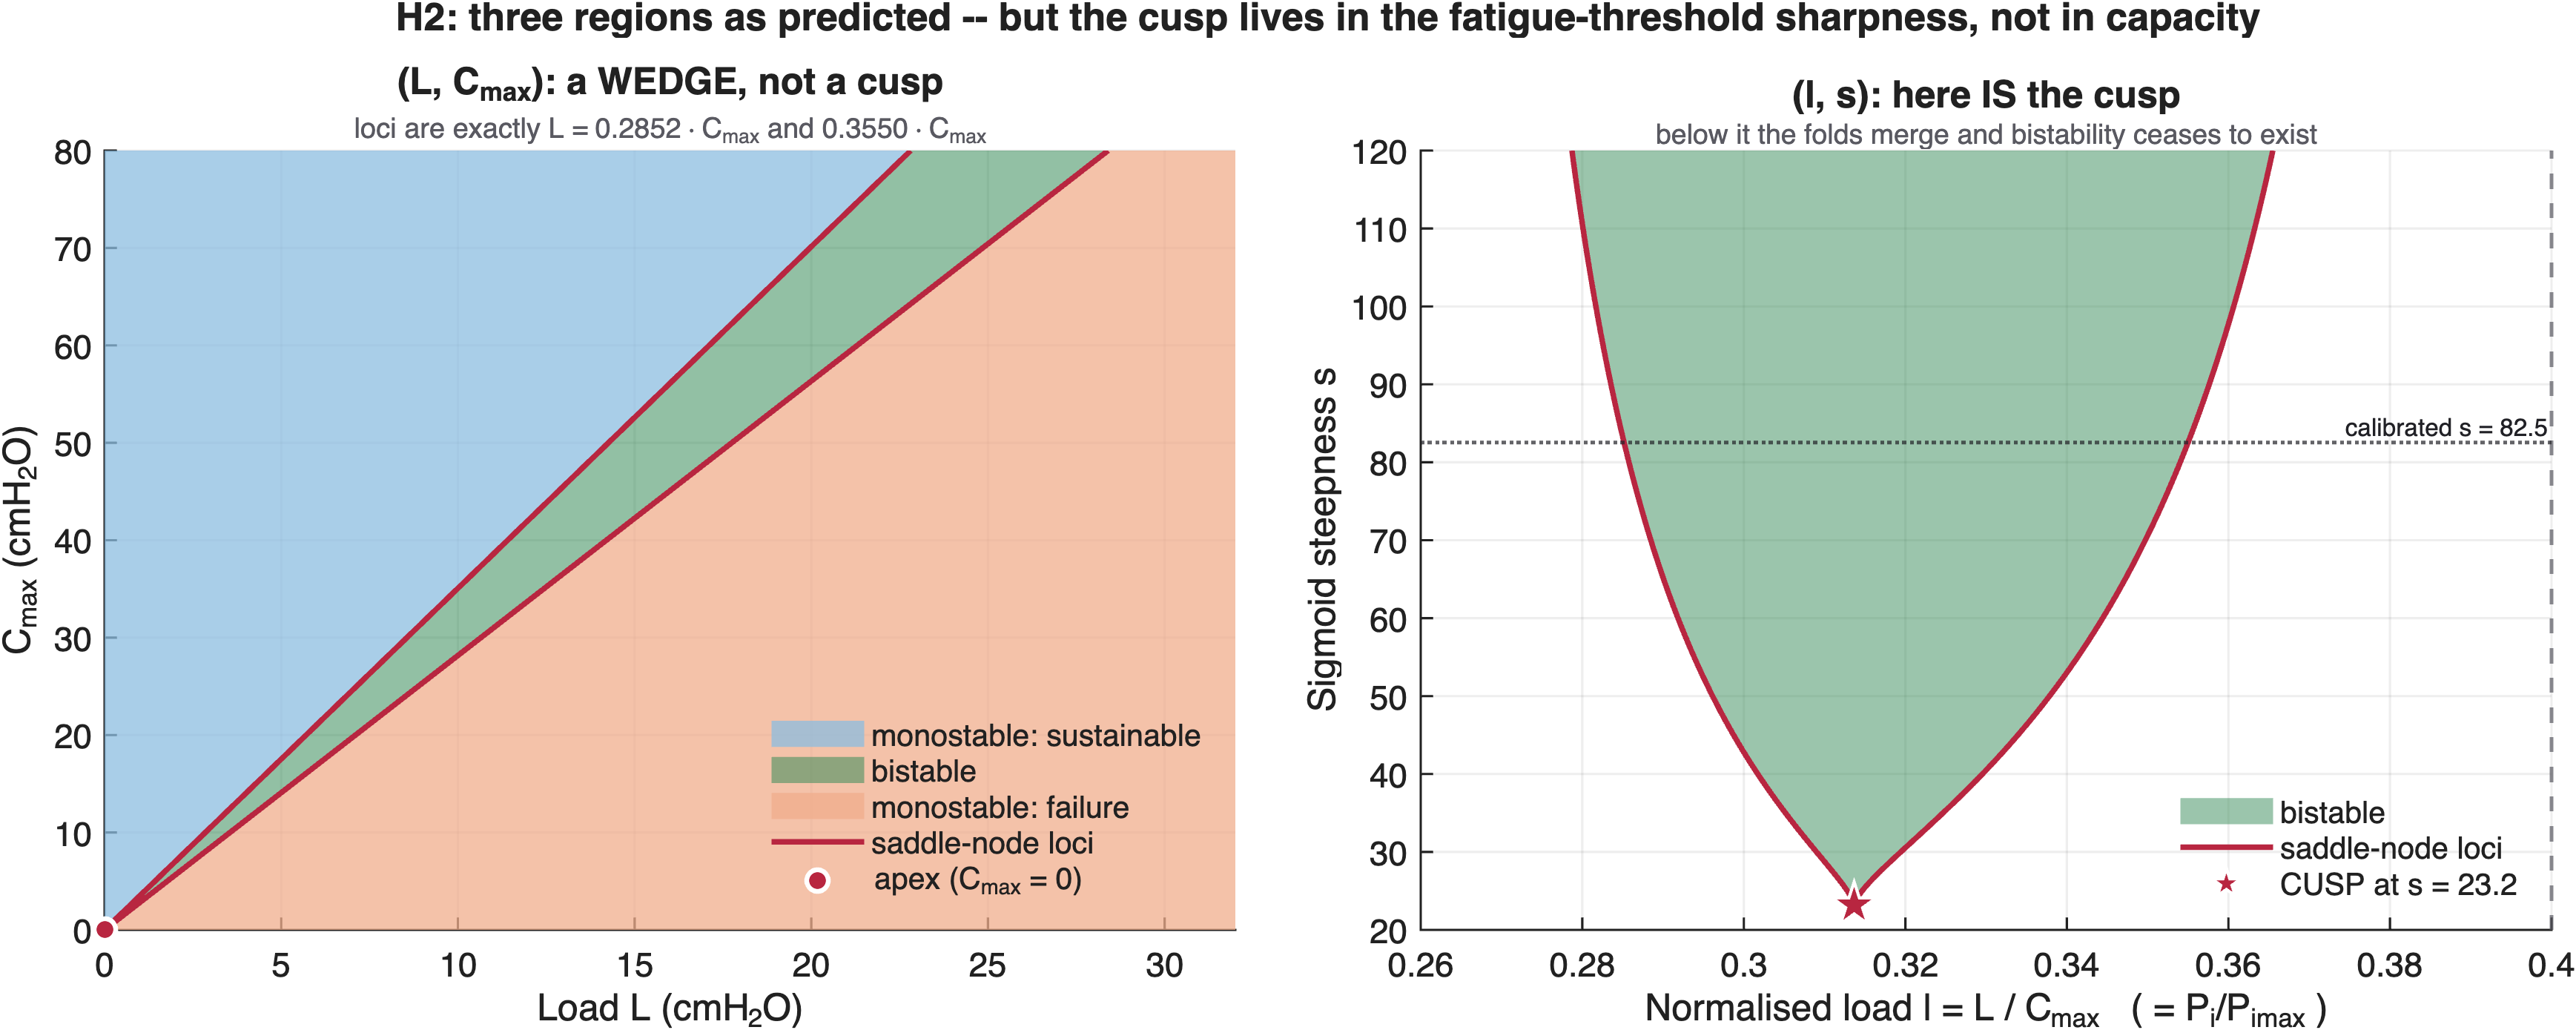 H2: three regions as predicted -- but the cusp lives in the fatigue-threshold sharpness, not in capacity
(L, Cmax): a WEDGE, not a cusp
loci are exactly L = 0.2852 · Cmax and 0.3550 · Cmax
80
70
60
50
40
30
20
10
0
Cmax (cmH2O)
0 5 10 15 20 25 30
Load L (cmH2O)
monostable: sustainable
bistable
monostable: failure
saddle-node loci
apex (Cmax = 0)
(l, s): here IS the cusp
below it the folds merge and bistability ceases to exist
120
110
100
90
80
70
60
50
40
30
20
Sigmoid steepness s
calibrated s = 82.5
bistable
saddle-node loci
CUSP at s = 23.2
0.26 0.28 0.3 0.32 0.34 0.36 0.38 0.4
Normalised load l = L / Cmax ( = Pi/Pimax )